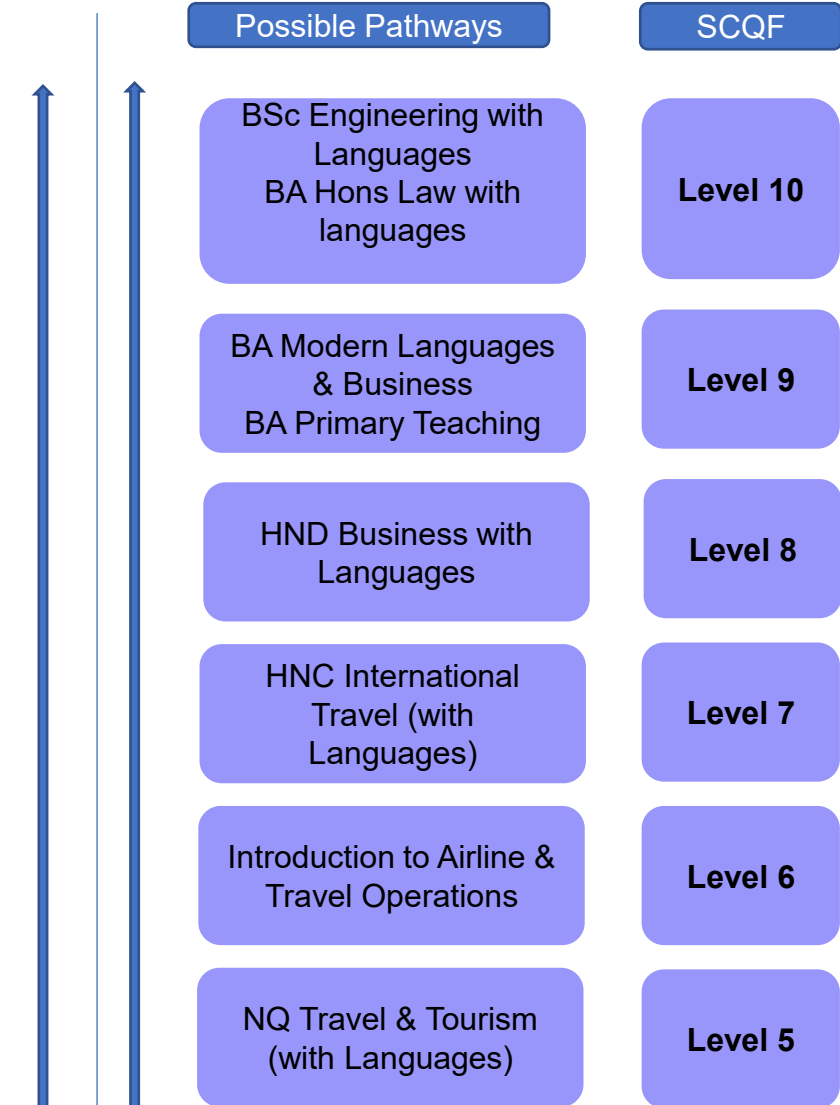 Possible Pathways
SCQF
BSc Engineering with
Languages
BA Hons Law with
languages
Level 10
BA Modern Languages
& Business
BA Primary Teaching
Level 9
HND Business with
Languages
Level 8
HNC International
Travel (with
Languages)
Level 7
Introduction to Airline &
Travel Operations
Level 6
NQ Travel & Tourism
(with Languages)
Level 5